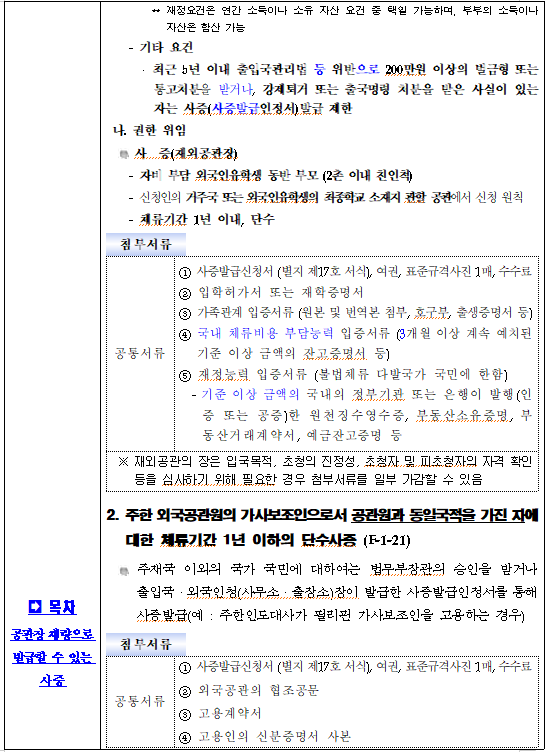 ** 재정요건은 연간 소득이나 소유 자산 요건 중 택일 가능하며, 부부의 소득이나
자산은 합산 가능
- 기타 요건
· 최근 5년 이내 출입국관리법 등 위반으로 200만원 이상의 벌금형 또는
통고처분을 받거나, 강제퇴거 또는 출국명령 처분을 받은 사실이 있는
자는 사증(사증발급인정서)발급 제한
나. 권한 위임
사 증(재외공관장)
- 자비 부담 외국인유학생 동반 부모 (2촌 이내 친인척)
- 신청인의 거주국 또는 외국인유학생의 최종학교 소재지 관할 공관에서 신청 원칙
- 체류기간 1년 이내, 단수
첨부서류
공통서류
① 사증발급신청서 (별지 제17호 서식), 여권, 표준규격사진 1매, 수수료
② 입학허가서 또는 재학증명서
③ 가족관계 입증서류 (원본 및 번역본 첨부, 호구부, 출생증명서 등)
④ 국내 체류비용 부담능력 입증서류 (3개월 이상 계속 예치된
기준 이상 금액의 잔고증명서 등)
⑤ 재정능력 입증서류 (불법체류 다발국가 국민에 한함)
- 기준 이상 금액의 국내의 정부기관 또는 은행이 발행(인
증 또는 공증)한 원천징수영수증, 부동산소유증명, 부
동산거래계약서, 예금잔고증명 등
※ 재외공관의 장은 입국목적, 초청의 진정성, 초청자 및 피초청자의 자격 확인
등을 심사하기 위해 필요한 경우 첨부서류를 일부 가감할 수 있음
➲ 목차
공관장 재량으로
발급할 수 있는
사증
2. 주한 외국공관원의 가사보조인으로서 공관원과 동일국적을 가진 자에
대한 체류기간 1년 이하의 단수사증 (F-1-21)
주재국 이외의 국가 국민에 대하여는 법무부장관의 승인을 받거나
출입국 · 외국인청(사무소 · 출장소)장이 발급한 사증발급인정서를 통해
사증발급(예 : 주한인도대사가 필리핀 가사보조인을 고용하는 경우)
첨부서류
공통서류
① 사증발급신청서 (별지 제17호 서식), 여권, 표준규격사진 1매, 수수료
② 외국공관의 협조공문
③ 고용계약서
④ 고용인의 신분증명서 사본